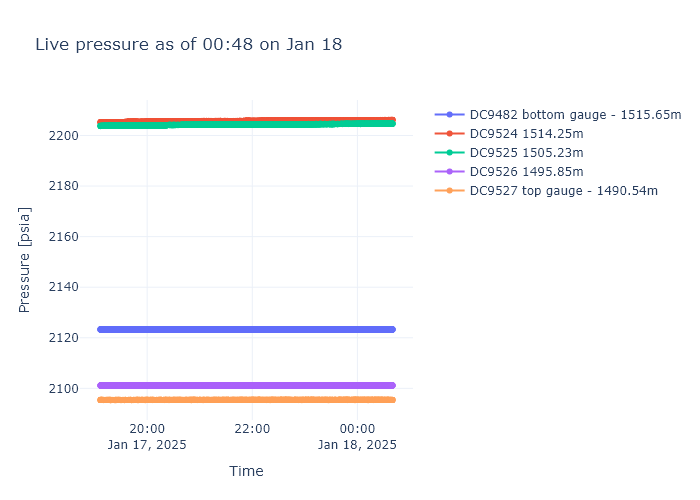 Live pressure as of 00:48 on Jan 18
DC9482 bottom gauge - 1515.65m
DC9524 1514.25m
DC9525 1505.23m
DC9526 1495.85m
DC9527 top gauge - 1490.54m
Pressure [psia]
2200
2180
2160
2140
2120
2100
20:00
Jan 17, 2025
22:00
00:00
Jan 18, 2025
Time